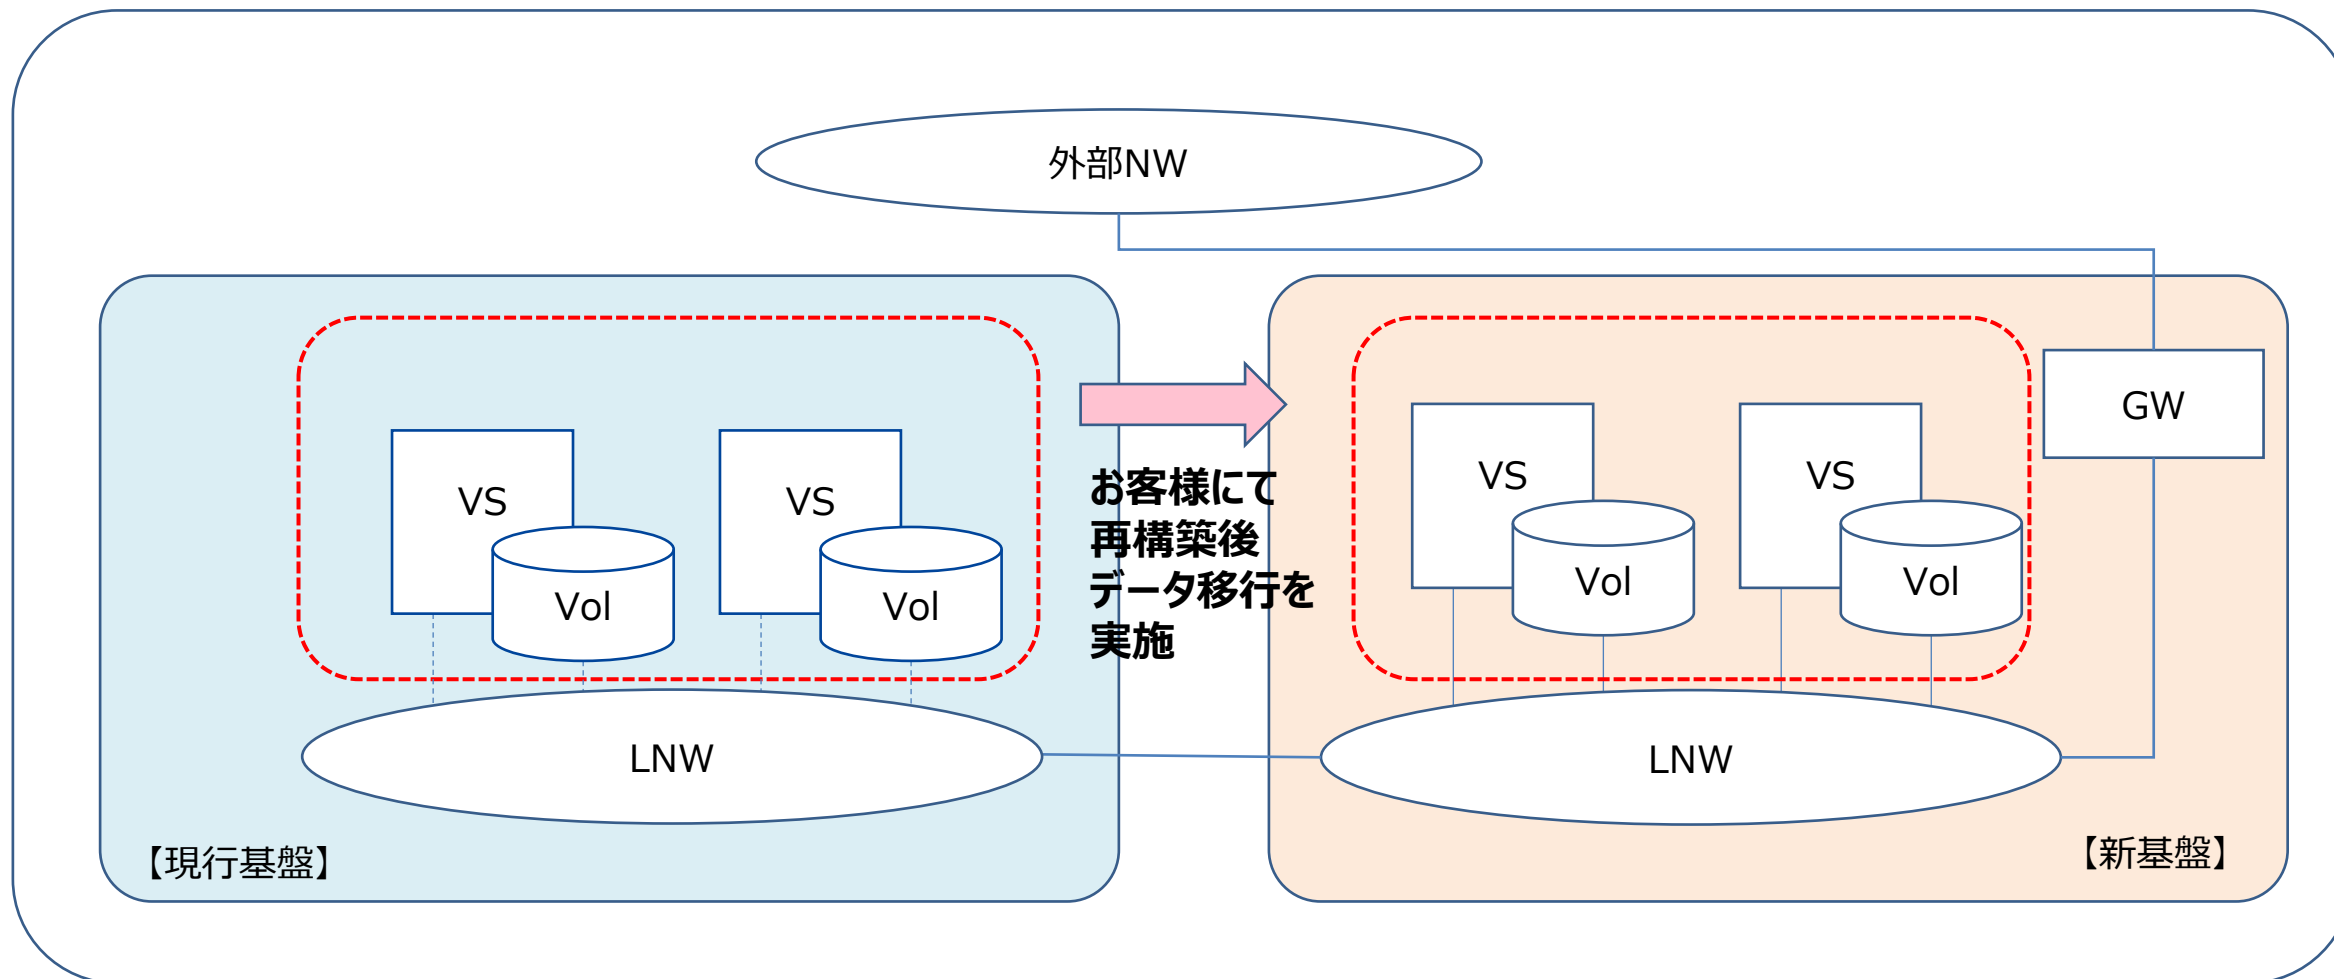 外部NW
VS
VS
Vol
Vol
LNW
【現行基盤】
お客様にて
再構築後
データ移行を
実施
VS
VS
Vol
Vol
GW
LNW
【新基盤】